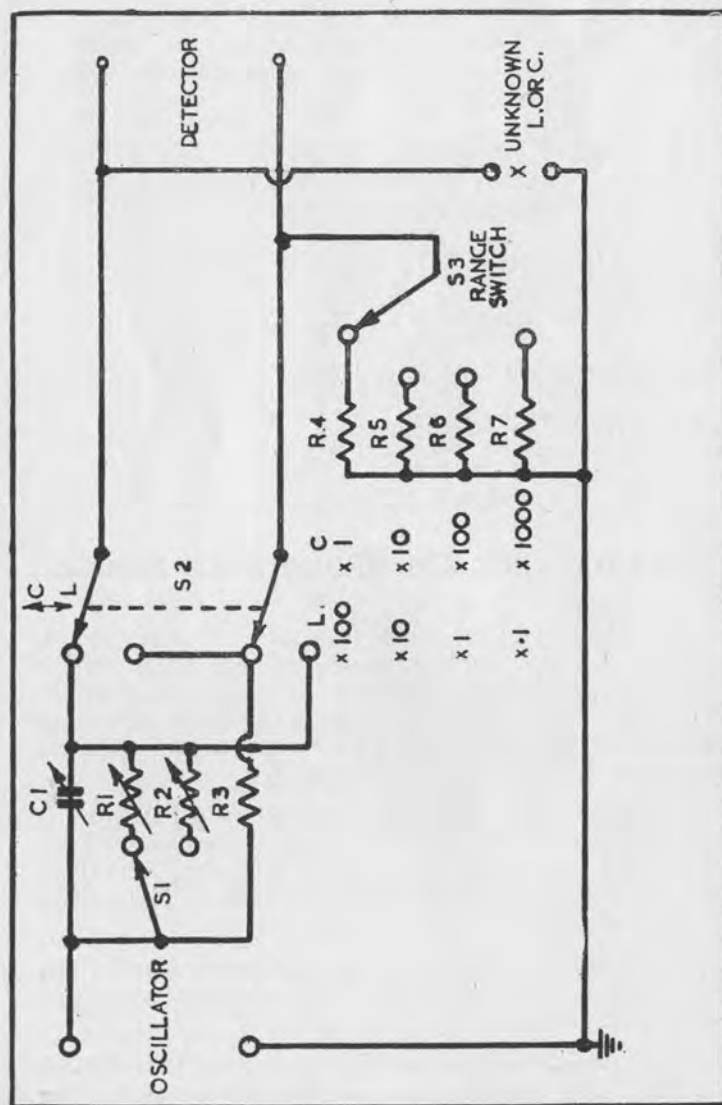 OSCILLATOR
C1
R1
S1
R2
R3
C
L
S2
DETECTOR
L. C
x 100 x 1
x 10 x 10
x 1 x 100
x ·1 x 1000
R.4
R5
R6
R7
S3
RANGE
SWITCH
X UNKNOWN
L.OR C.